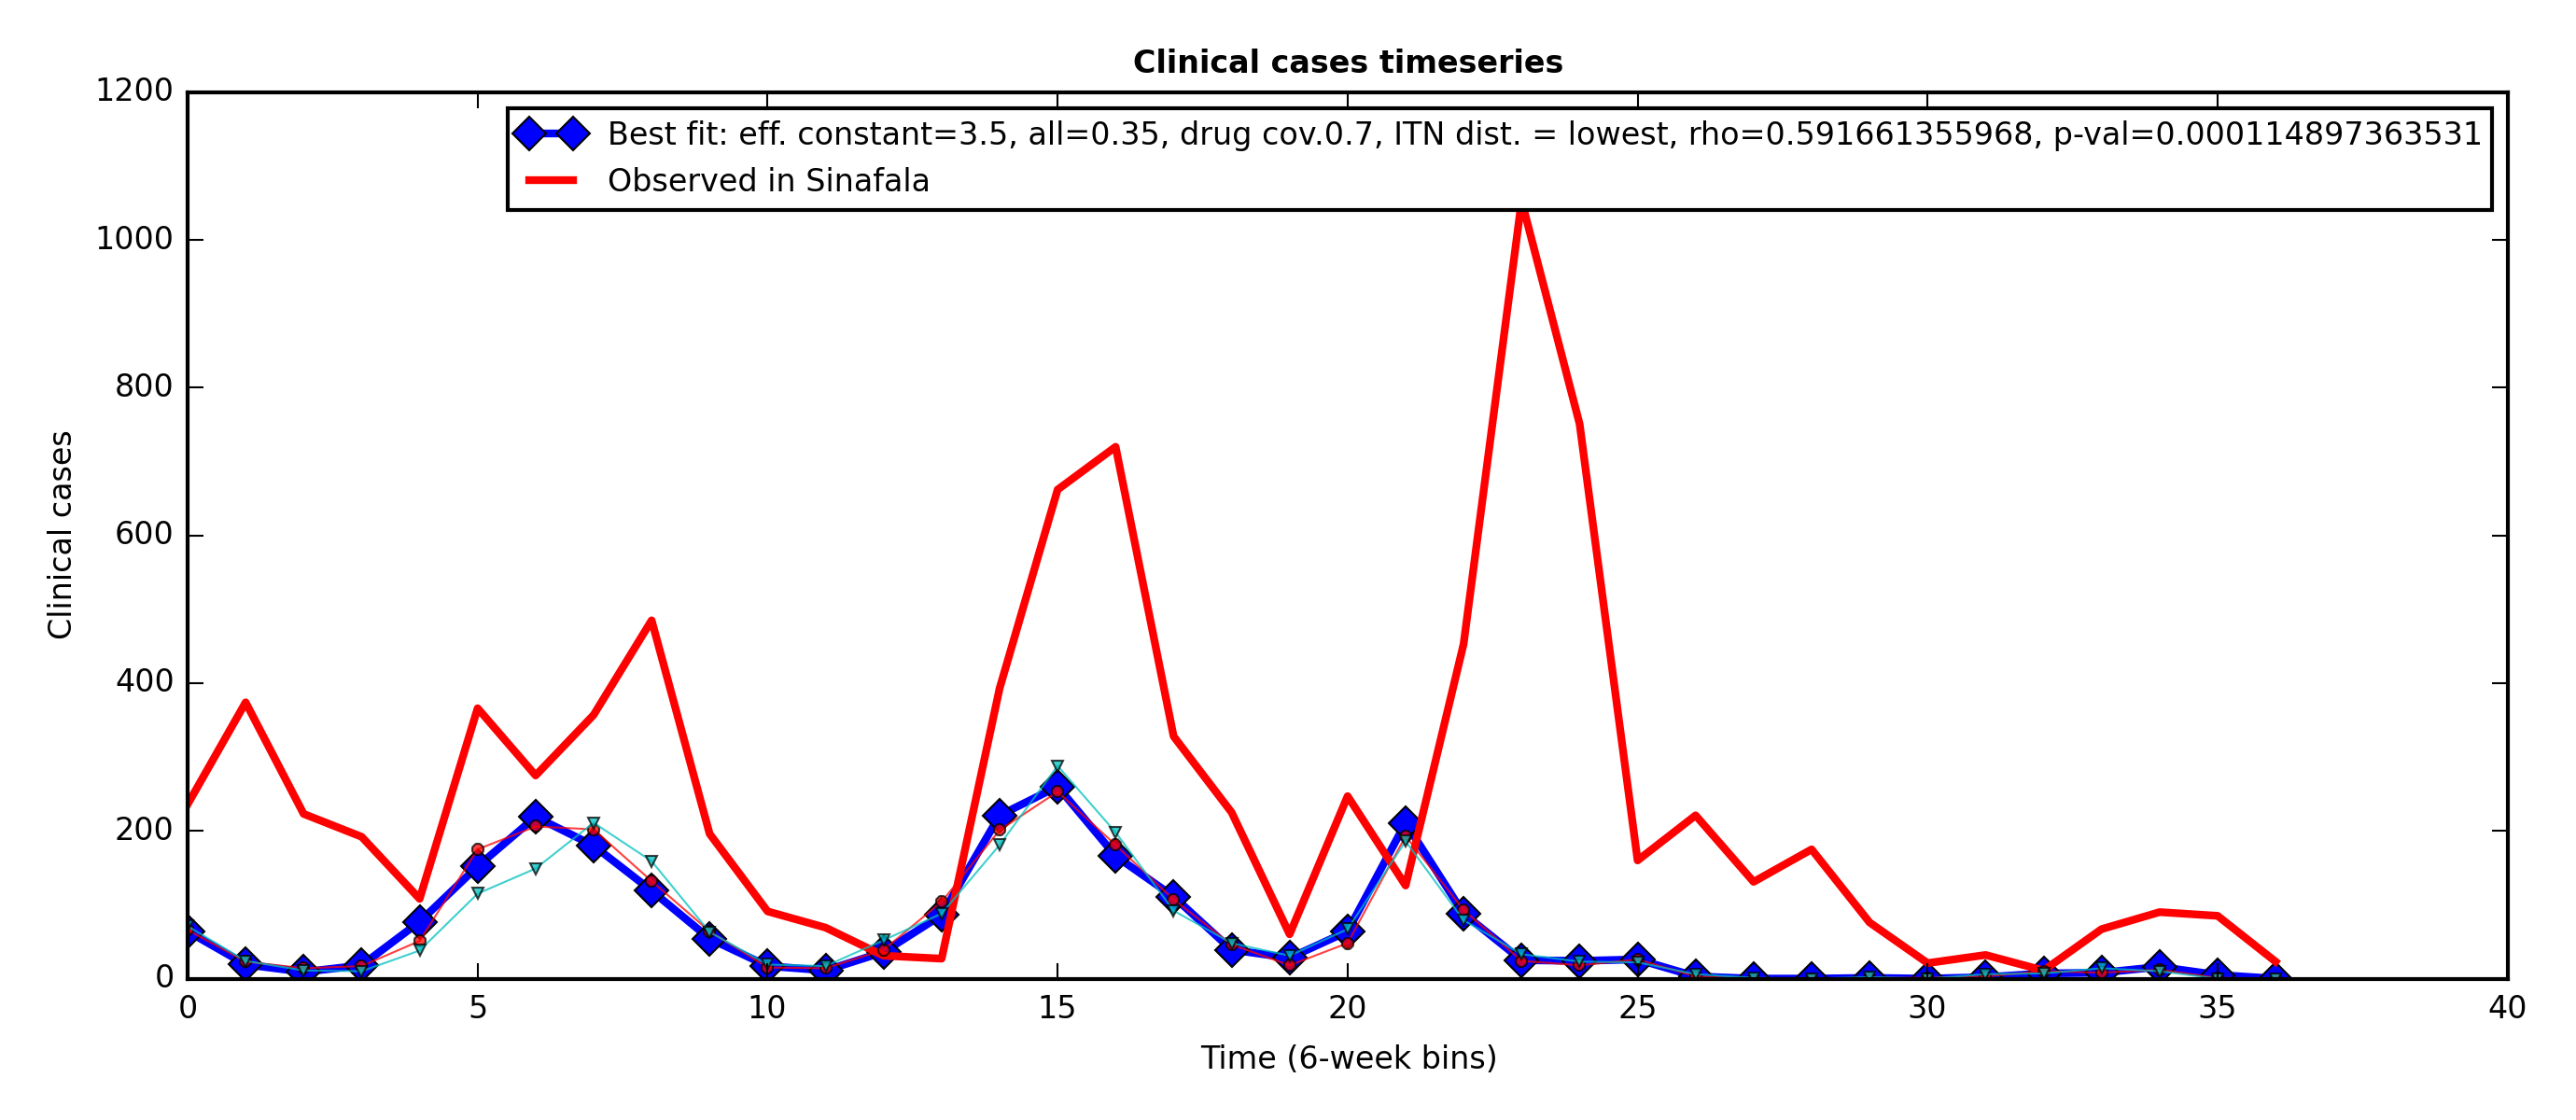 Clinical cases timeseries
1200
1000
800
600
400
200
0
Clinical cases
Best fit: eff. constant=3.5, all=0.35, drug cov.0.7, ITN dist. = lowest, rho=0.591661355968, p-val=0.000114897363531
Observed in Sinafala
0 5 10 15 20 25 30 35 40
Time (6-week bins)